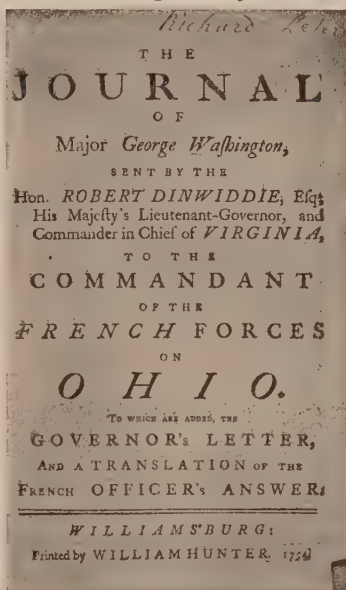 Richard
THE
JOURNAL
OF
Major George Waſhington,
SENT BY THE
Hon. ROBERT DINWIDDIE, Eſq;
His Majeſty's Lieutenant-Governor, and
Commander in Chief of VIRGINIA,
TO THE
COMMANDANT
OF THE
FRENCH FORCES
ON
OHIO.
TO WHICH ARE ADDED, THE
GOVERNOR's LETTER,
AND A TRANSLATION OF THE
FRENCH OFFICER's ANSWER.
WILLIAMSBURG:
Printed by WILLIAM HUNTER. 1754.